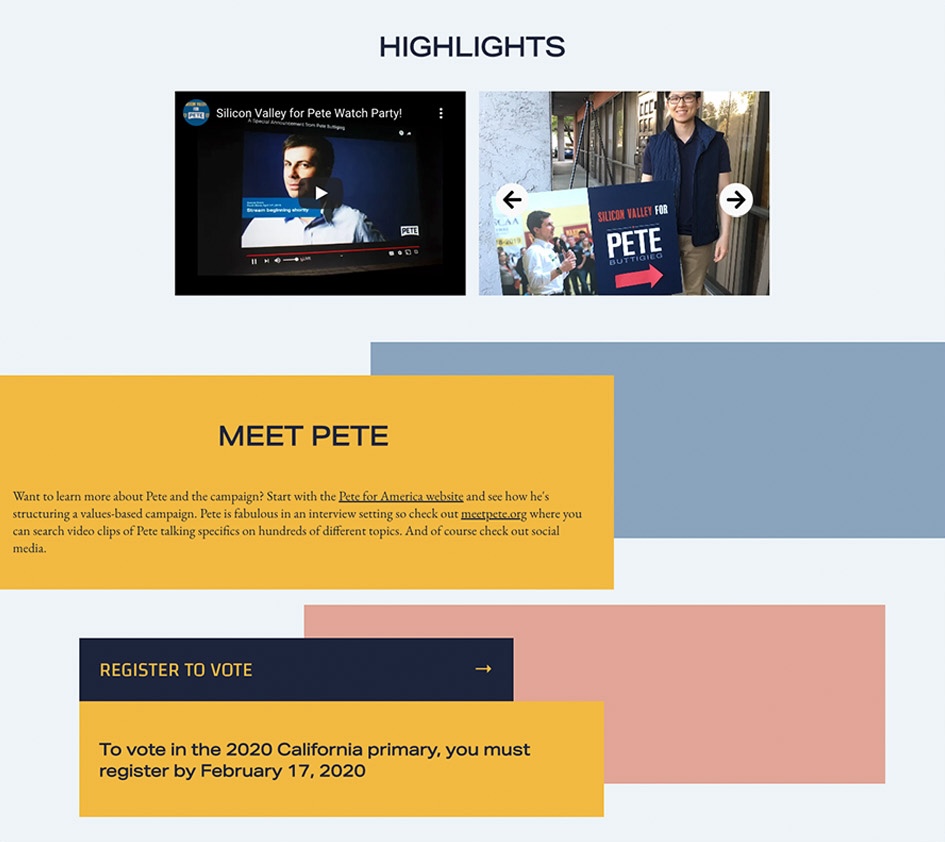 HIGHLIGHTS
Silicon Valley for Pete Watch Party!
A Special Announcement from Pete Buttigieg
Stream beginning shortly
PETE
SILICON VALLEY FOR
PETE
BUTTIGIEG
MEET PETE
Want to learn more about Pete and the campaign? Start with the Pete for America website and see how he's
structuring a values-based campaign. Pete is fabulous in an interview setting so check out meetpete.org where you
can search video clips of Pete talking specifics on hundreds of different topics. And of course check out social
media.
REGISTER TO VOTE →
To vote in the 2020 California primary, you must
register by February 17, 2020